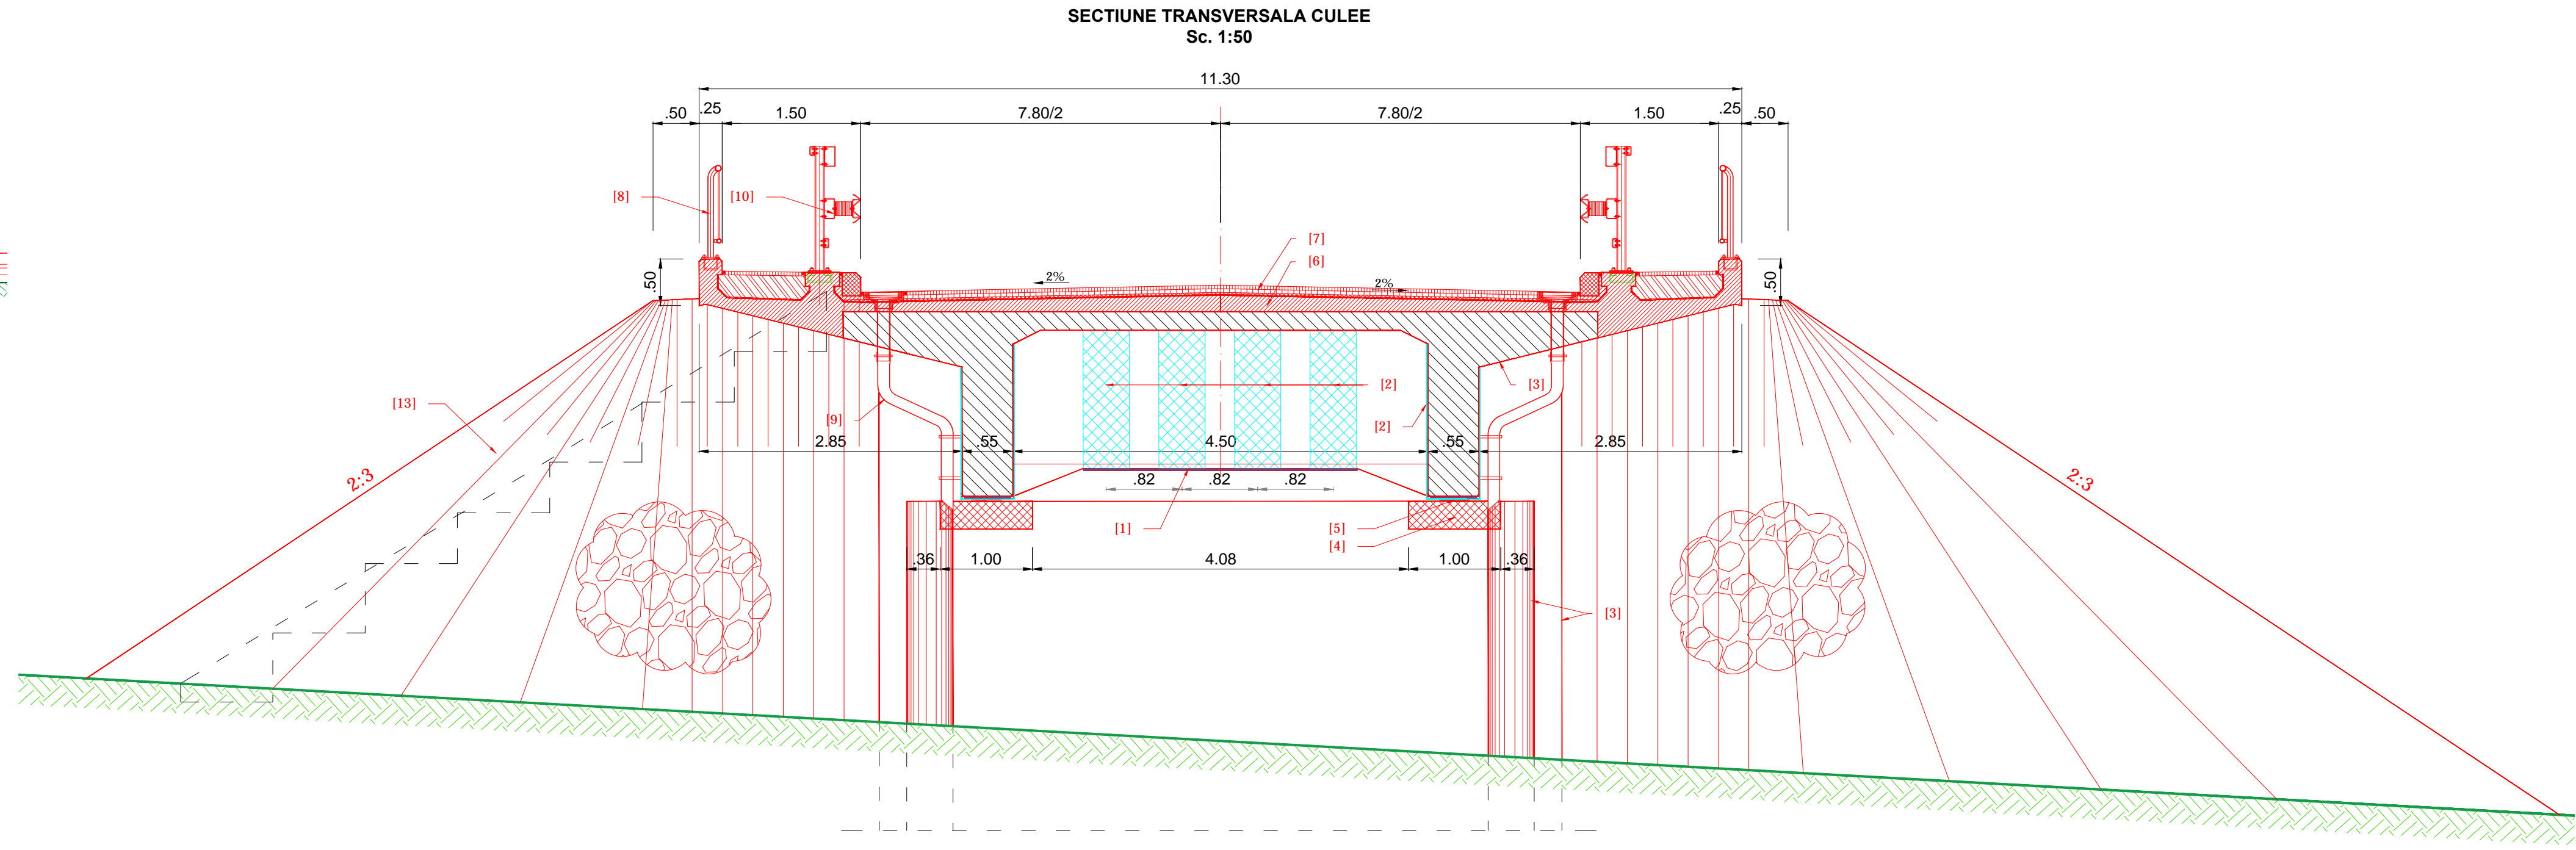 SECTIUNE TRANSVERSALA CULEE
Sc. 1:50
11.30
.50 .25 1.50 7.80/2 7.80/2 1.50 .25 .50
[8] [10]
[7]
[6]
.50 2% 2% .50
[13] [9] [2] [3]
[2]
2.85 .55 4.50 .55 2.85
2:3 .82 .82 .82 2:3
[1] [5]
[4]
.36 1.00 4.08 1.00 .36
[3]